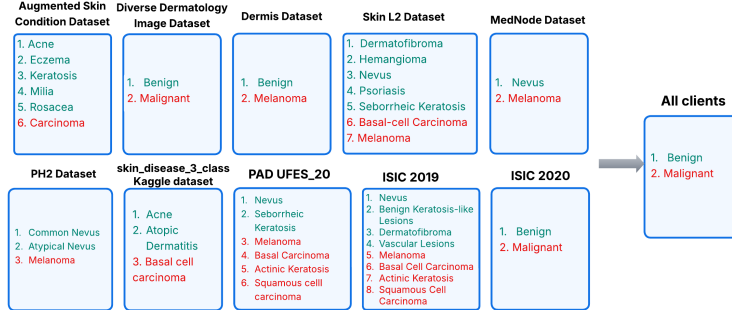 Augmented Skin
Condition Dataset
1. Acne
2. Eczema
3. Keratosis
4. Milia
5. Rosacea
6. Carcinoma
Diverse Dermatology
Image Dataset
1. Benign
2. Malignant
Dermis Dataset
1. Benign
2. Melanoma
Skin L2 Dataset
1. Dermatofibroma
2. Hemangioma
3. Nevus
4. Psoriasis
5. Seborrheic Keratosis
6. Basal-cell Carcinoma
7. Melanoma
MedNode Dataset
1. Nevus
2. Melanoma
PH2 Dataset
1. Common Nevus
2. Atypical Nevus
3. Melanoma
skin_disease_3_class
Kaggle dataset
1. Acne
2. Atopic
Dermatitis
3. Basal cell
carcinoma
PAD UFES_20
1. Nevus
2. Seborrheic
Keratosis
3. Melanoma
4. Basal Carcinoma
5. Actinic Keratosis
6. Squamous celll
carcinoma
ISIC 2019
1. Nevus
2. Benign Keratosis-like
Lesions
3. Dermatofibroma
4. Vascular Lesions
5. Melanoma
6. Basal Cell Carcinoma
7. Actinic Keratosis
8. Squamous Cell
Carcinoma
ISIC 2020
1. Benign
2. Malignant
All clients
1. Benign
2. Malignant